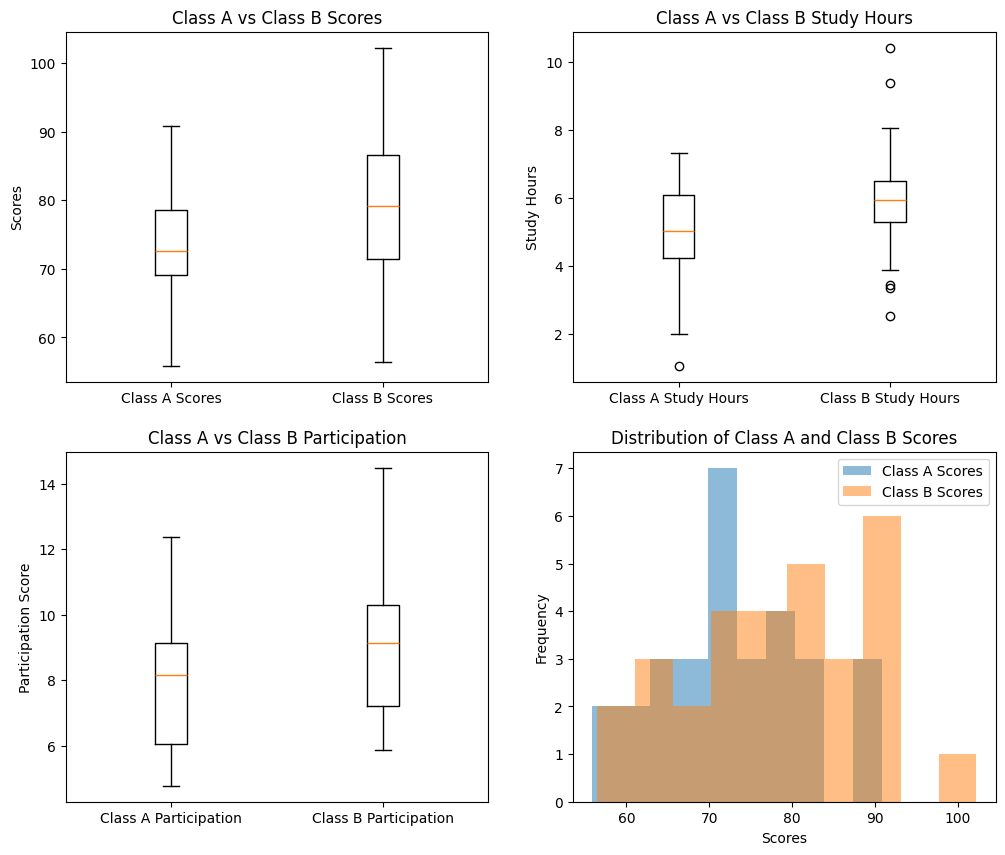 Class A vs Class B Scores
Scores
100
90
80
70
60
Class A Scores
Class B Scores
Class A vs Class B Study Hours
Study Hours
10
8
6
4
2
Class A Study Hours
Class B Study Hours
Class A vs Class B Participation
Participation Score
14
12
10
8
6
Class A Participation
Class B Participation
Distribution of Class A and Class B Scores
Class A Scores
Class B Scores
Frequency
7
6
5
4
3
2
1
0
60 70 80 90 100
Scores